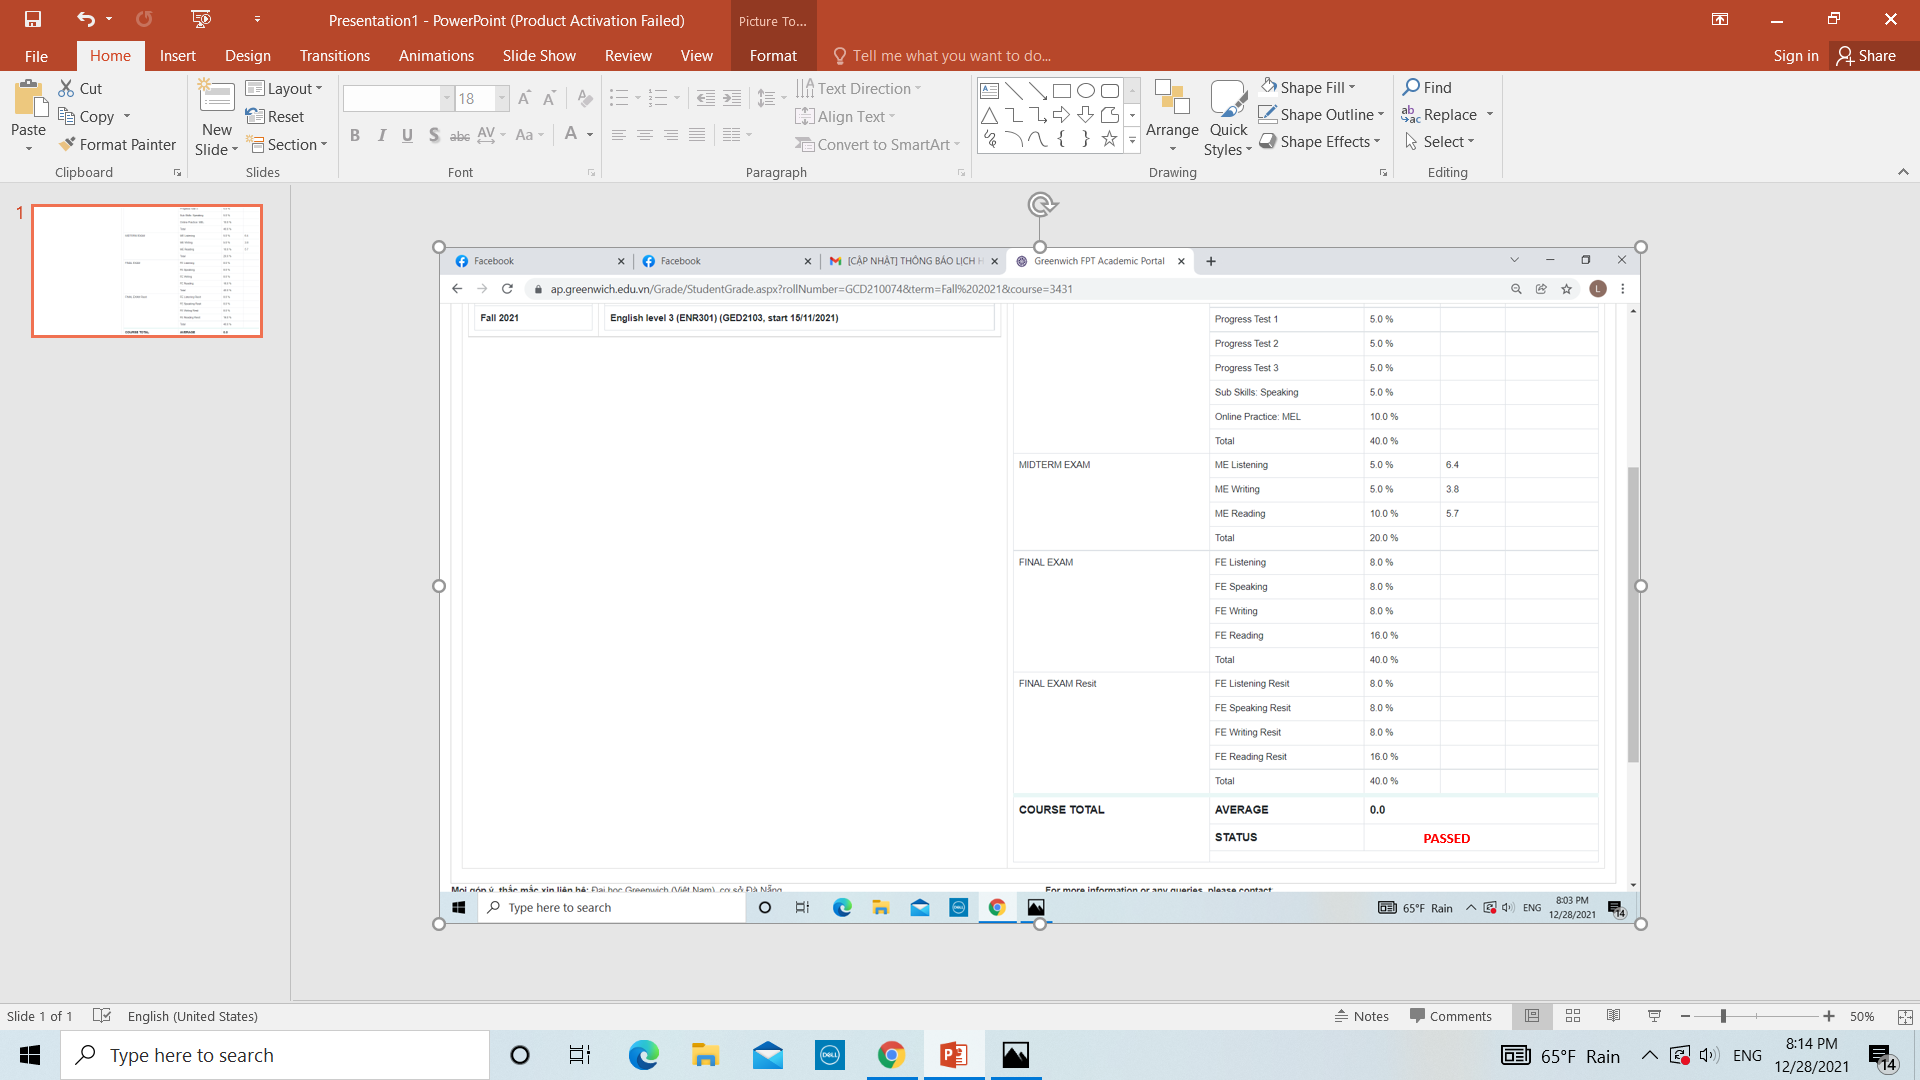 Presentation1 - PowerPoint (Product Activation Failed)
Picture To...
File Home Insert Design Transitions Animations Slide Show Review View Format Tell me what you want to do... Sign in Share
Paste
Cut
Copy
Format Painter
Clipboard
New Slide
Layout
Reset
Section
Slides
18
B I U S abc AV Aa A
Font
Text Direction
Align Text
Convert to SmartArt
Paragraph
Arrange
Quick Styles
Shape Fill
Shape Outline
Shape Effects
Drawing
Find
Replace
Select
Editing
1
Facebook Facebook [CẬP NHẬT] THÔNG BÁO LỊCH H Greenwich FPT Academic Portal
ap.greenwich.edu.vn/Grade/StudentGrade.aspx?rollNumber=GCD210074&term=Fall%202021&course=3431 L
Fall 2021 English level 3 (ENR301) (GED2103, start 15/11/2021)
Progress Test 1 5.0 %
Progress Test 2 5.0 %
Progress Test 3 5.0 %
Sub Skills: Speaking 5.0 %
Online Practice: MEL 10.0 %
Total 40.0 %
MIDTERM EXAM ME Listening 5.0 % 6.4
ME Writing 5.0 % 3.8
ME Reading 10.0 % 5.7
Total 20.0 %
FINAL EXAM FE Listening 8.0 %
FE Speaking 8.0 %
FE Writing 8.0 %
FE Reading 16.0 %
Total 40.0 %
FINAL EXAM Resit FE Listening Resit 8.0 %
FE Speaking Resit 8.0 %
FE Writing Resit 8.0 %
FE Reading Resit 16.0 %
Total 40.0 %
COURSE TOTAL AVERAGE 0.0
STATUS PASSED
Mọi góp ý, thắc mắc xin liên hệ: Đại học Greenwich (Việt Nam), cơ sở Đà Nẵng For more information or any queries, please contact:
Type here to search DELL 65°F Rain ENG 8:03 PM 12/28/2021 14
Slide 1 of 1 English (United States) Notes Comments 50%
Type here to search DELL 65°F Rain ENG 8:14 PM 12/28/2021 14